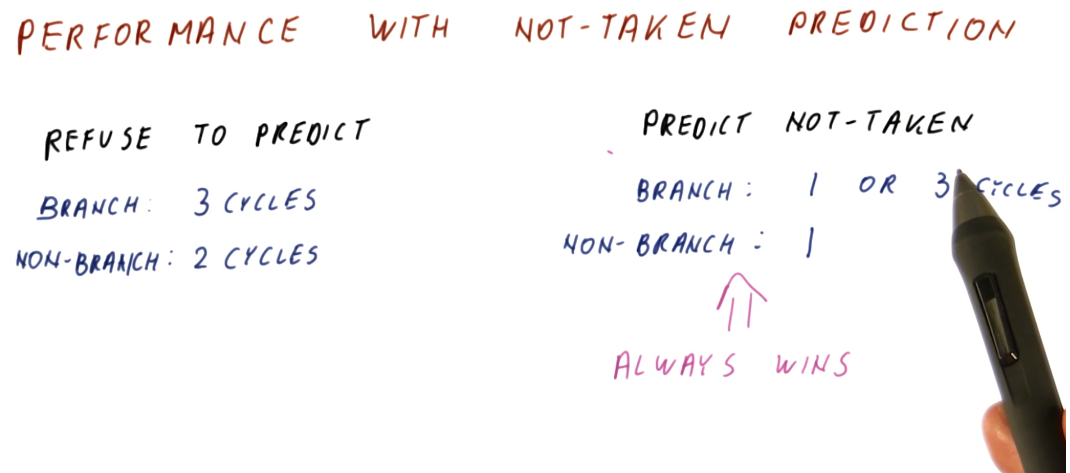 PERFORMANCE WITH NOT-TAKEN PREDICTION
REFUSE TO PREDICT
BRANCH: 3 CYCLES
NON-BRANCH: 2 CYCLES
PREDICT NOT-TAKEN
BRANCH: 1 OR 3 CYCLES
NON-BRANCH: 1
ALWAYS WINS